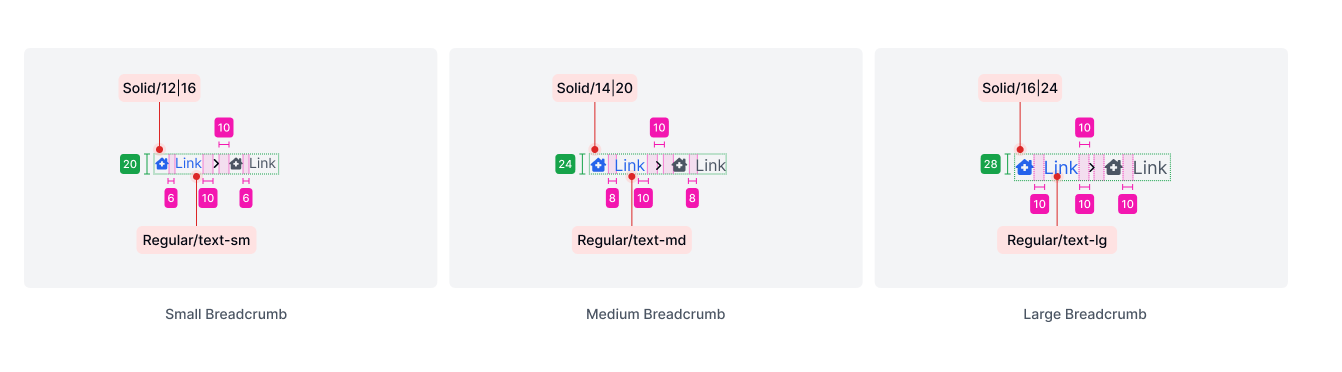 Solid/12|16
10
20
Link
Link
6
10
6
Regular/text-sm
Small Breadcrumb
Solid/14|20
10
24
Link
Link
8
10
8
Regular/text-md
Medium Breadcrumb
Solid/16|24
10
28
Link
Link
10
10
10
Regular/text-lg
Large Breadcrumb